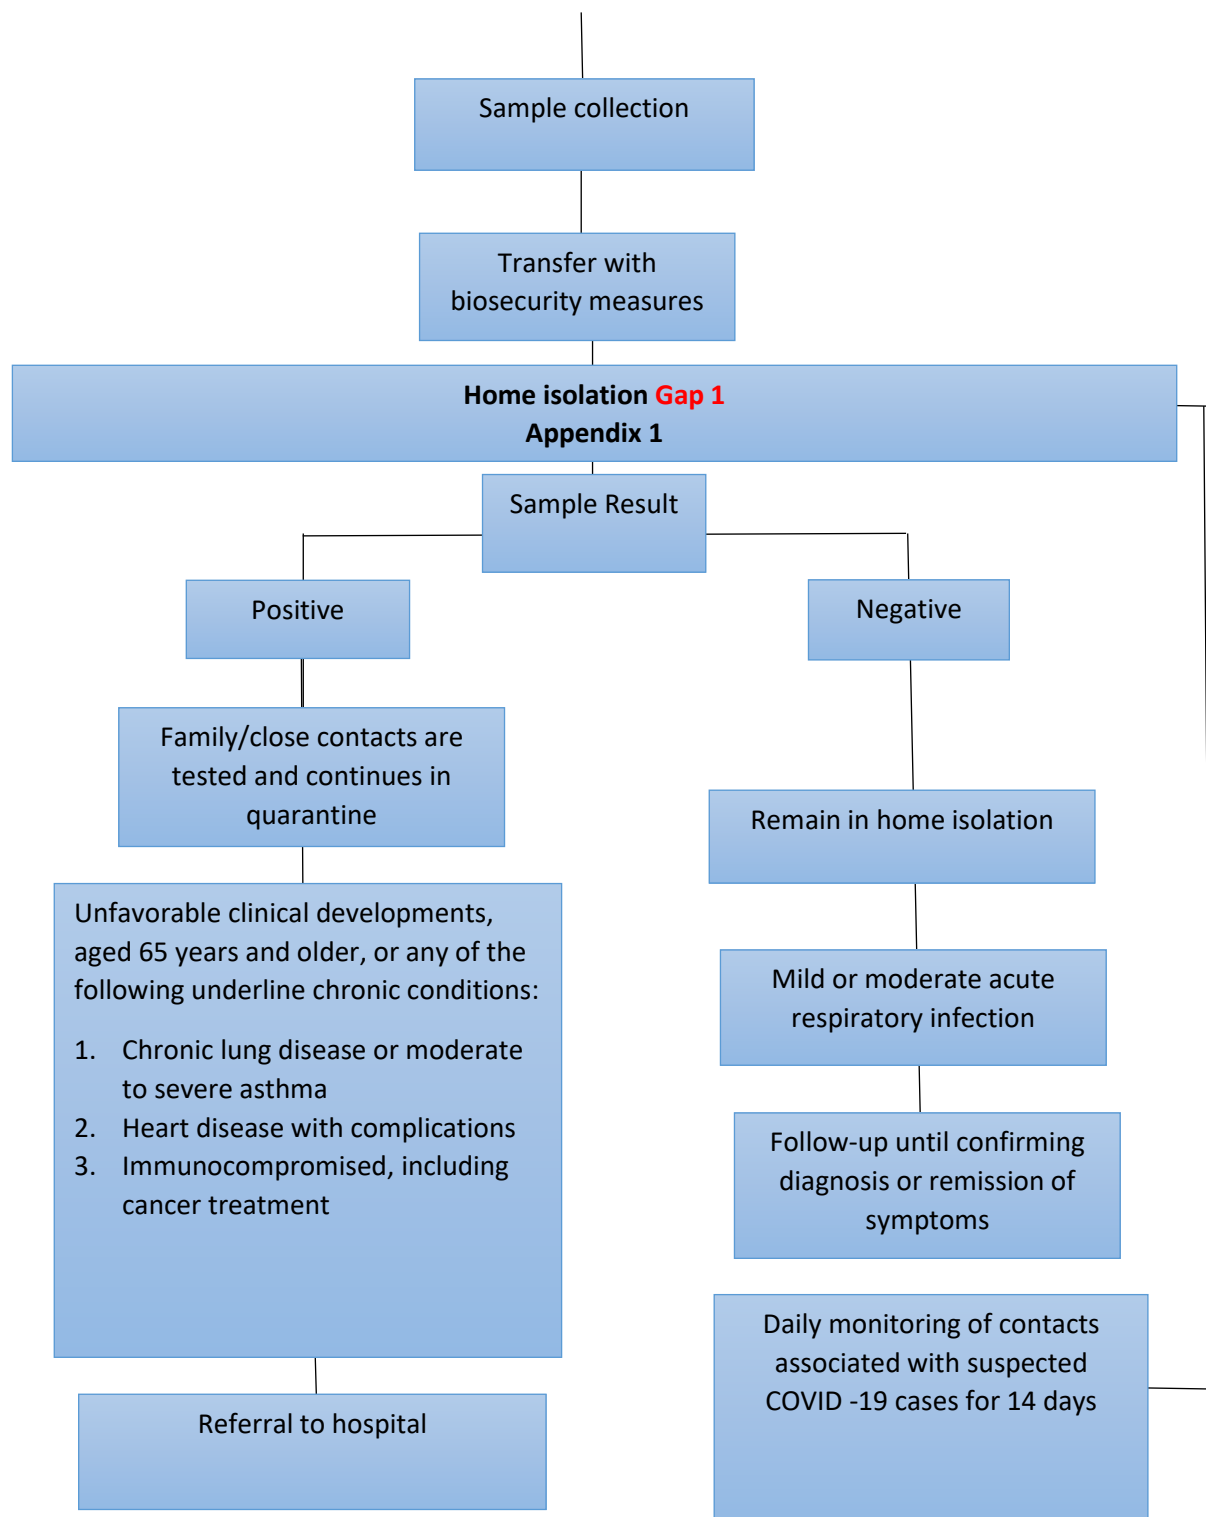 Sample collection
Transfer with
biosecurity measures
Home isolation Gap 1
Appendix 1
Sample Result
Positive
Negative
Family/close contacts are
tested and continues in
quarantine
Remain in home isolation
Unfavorable clinical developments,
aged 65 years and older, or any of the
following underline chronic conditions:
1. Chronic lung disease or moderate
to severe asthma
2. Heart disease with complications
3. Immunocompromised, including
cancer treatment
Mild or moderate acute
respiratory infection
Follow-up until confirming
diagnosis or remission of
symptoms
Daily monitoring of contacts
associated with suspected
COVID -19 cases for 14 days
Referral to hospital